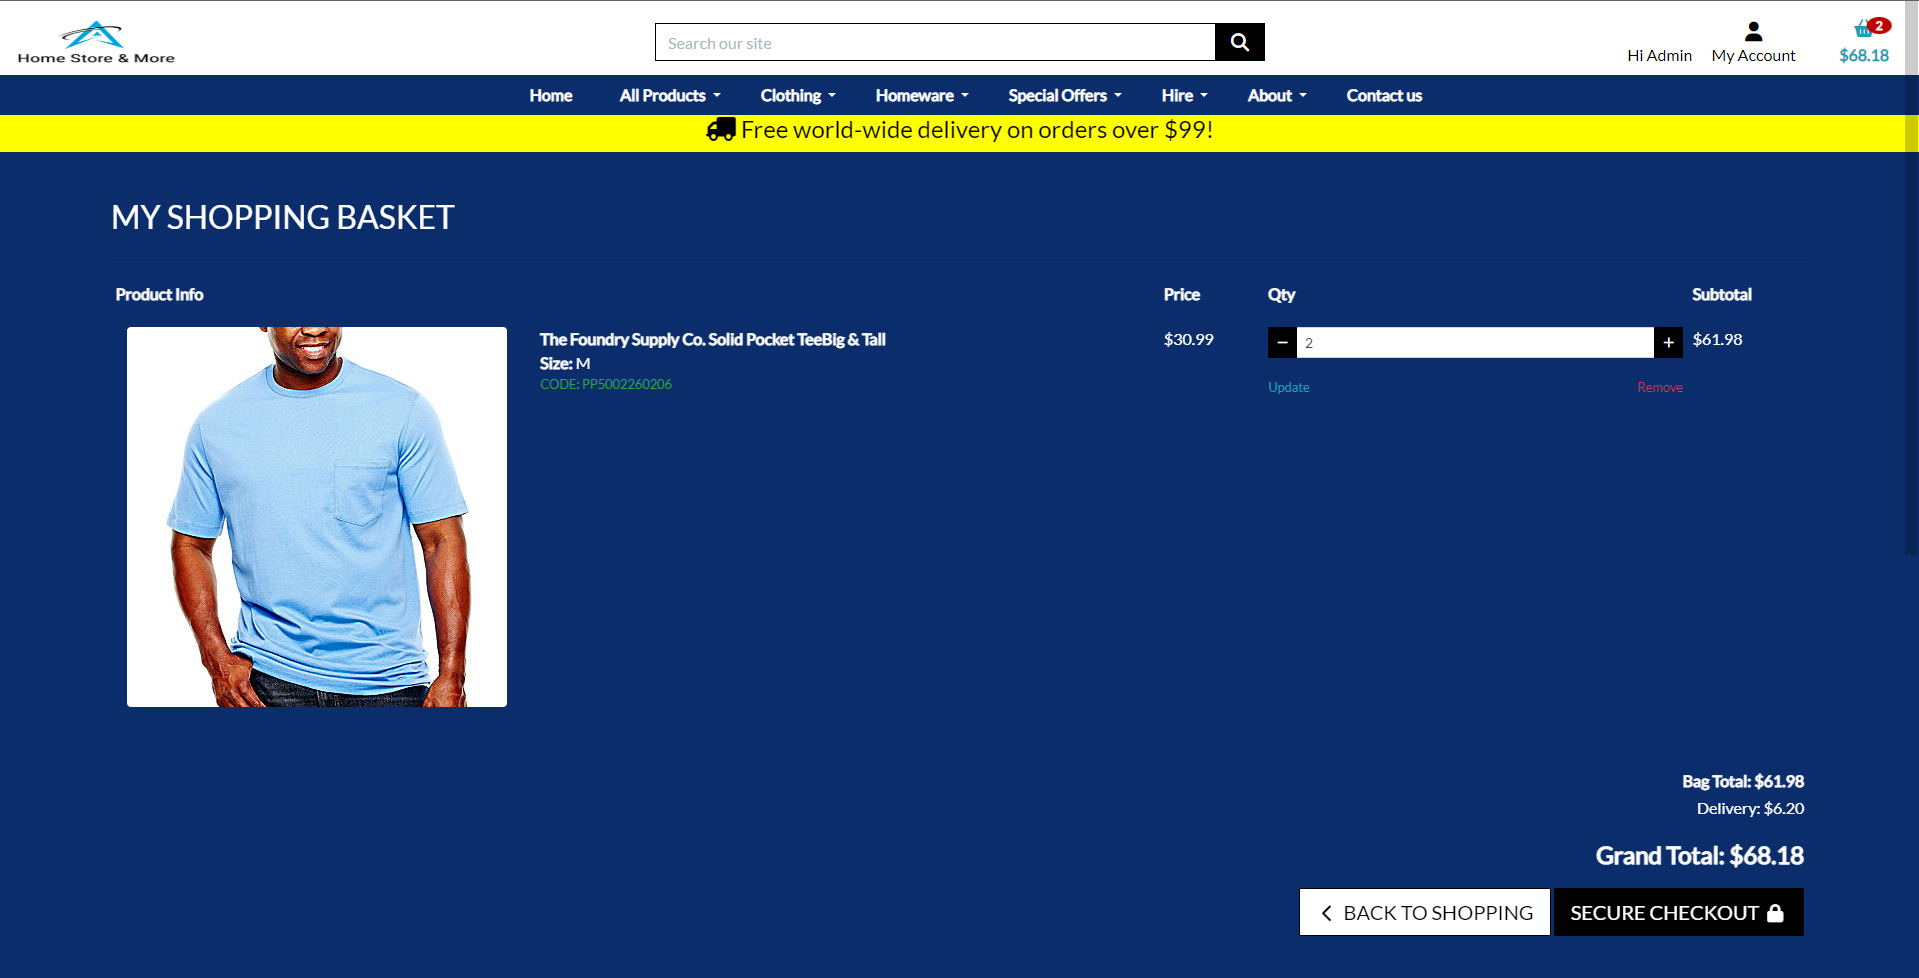 Home Store & More
Search our site
Hi Admin
My Account
2
$68.18
Home
All Products
Clothing
Homeware
Special Offers
Hire
About
Contact us
Free world-wide delivery on orders over $99!
MY SHOPPING BASKET
Product Info
Price
Qty
Subtotal
The Foundry Supply Co. Solid Pocket TeeBig & Tall
Size: M
CODE: PP5002260206
$30.99
2
$61.98
Update
Remove
Bag Total: $61.98
Delivery: $6.20
Grand Total: $68.18
BACK TO SHOPPING
SECURE CHECKOUT